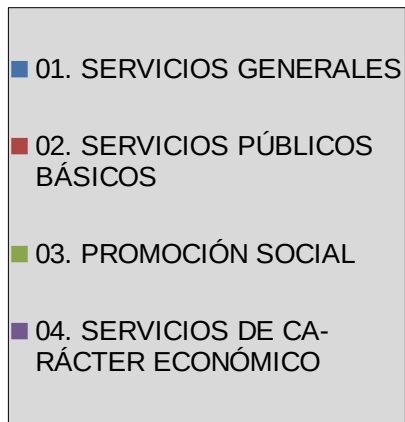 01. SERVICIOS GENERALES
02. SERVICIOS PÚBLICOS
BÁSICOS
03. PROMOCIÓN SOCIAL
04. SERVICIOS DE CA-
RÁCTER ECONÓMICO